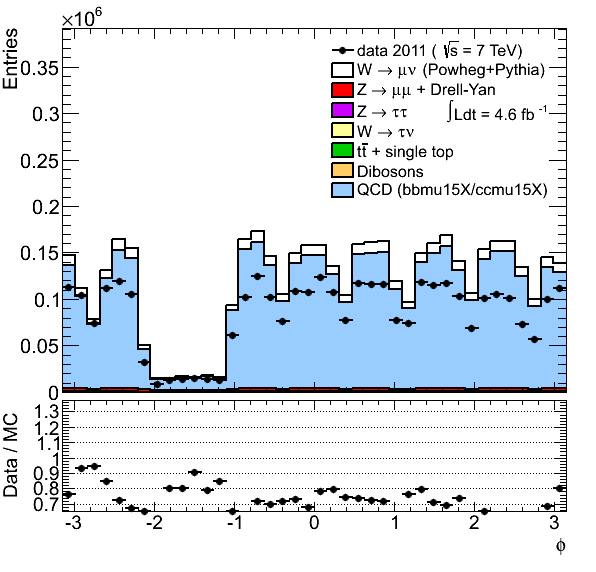 ×10⁶
Entries
0.35
0.3
0.25
0.2
0.15
0.1
0.05
0
data 2011 ( √s = 7 TeV)
W → μν (Powheg+Pythia)
Z → μμ + Drell-Yan
Z → ττ ∫Ldt = 4.6 fb⁻¹
W → τν
tt̅ + single top
Dibosons
QCD (bbmu15X/ccmu15X)
Data / MC
1.3
1.2
1.1
1
0.9
0.8
0.7
-3 -2 -1 0 1 2 3
ϕ